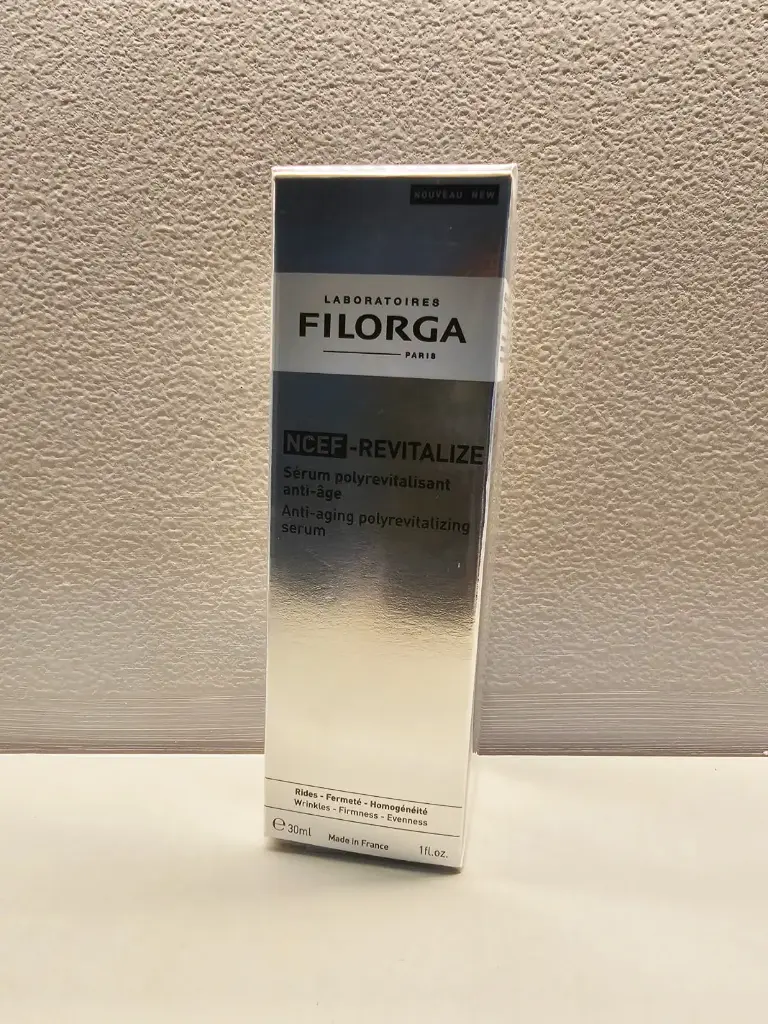 NOUVEAU NEW
LABORATOIRES
FILORGA
PARIS
NCEF-REVITALIZE
Sérum polyrevitalisant
anti-âge
Anti-aging polyrevitalizing
serum
Rides - Fermeté - Homogénéité
Wrinkles - Firmness - Evenness
℮ 30ml Made in France 1fl.oz.